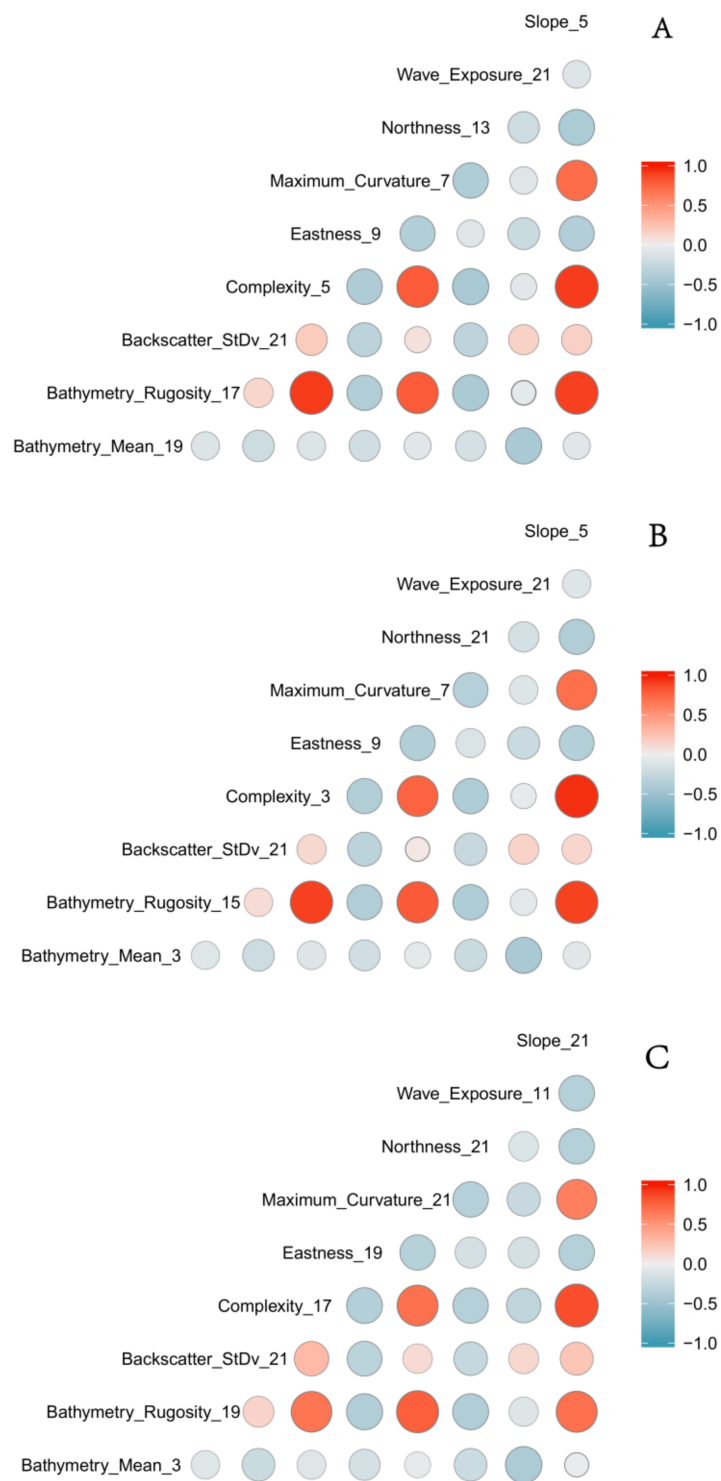 Slope_5
A
Wave_Exposure_21
Northness_13
Maximum_Curvature_7
Eastness_9
Complexity_5
Backscatter_StDv_21
Bathymetry_Rugosity_17
Bathymetry_Mean_19
1.0
0.5
0.0
−0.5
−1.0
Slope_5
B
Wave_Exposure_21
Northness_21
Maximum_Curvature_7
Eastness_9
Complexity_3
Backscatter_StDv_21
Bathymetry_Rugosity_15
Bathymetry_Mean_3
1.0
0.5
0.0
−0.5
−1.0
Slope_21
C
Wave_Exposure_11
Northness_21
Maximum_Curvature_21
Eastness_19
Complexity_17
Backscatter_StDv_21
Bathymetry_Rugosity_19
Bathymetry_Mean_3
1.0
0.5
0.0
−0.5
−1.0